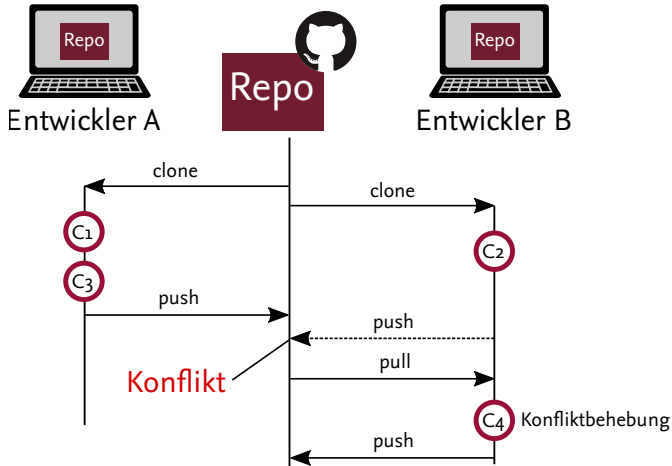 Repo
Repo
Repo
Entwickler A
Entwickler B
clone
clone
C1
C2
C3
push
push
Konflikt
pull
C4
Konfliktbehebung
push